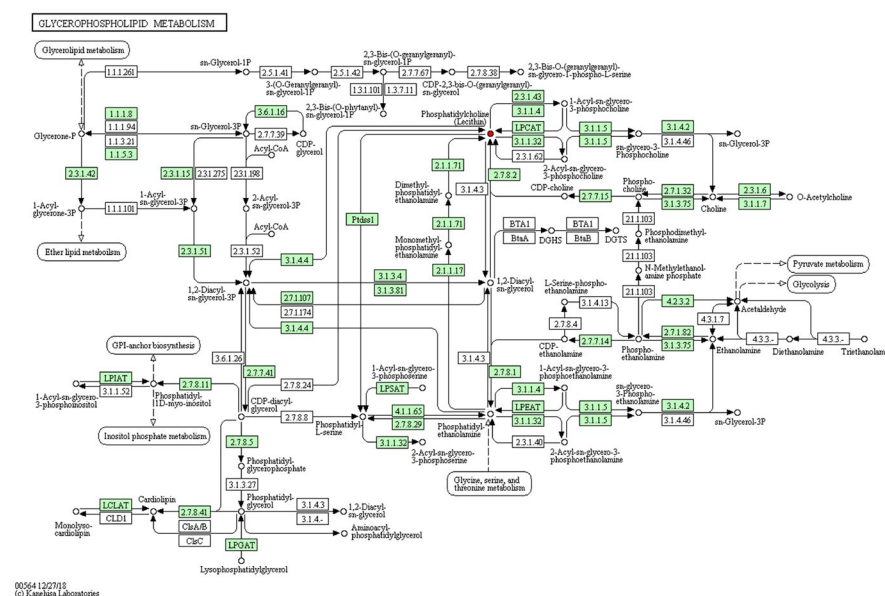 GLYCEROPHOSPHOLIPID METABOLISM
Glycerolipid metabolism
1.1.1.261
sn-Glycerol-1P
2.5.1.41
3-(O-Geranylgeranyl)-
sn-glycerol-1P
2.5.1.42
2,3-Bis-(O-geranylgeranyl)-
sn-glycerol-1P
2.7.7.67
CDP-2,3-bis-O-(geranylgeranyl)-
sn-glycerol
2.7.8.38
2,3-Bis-O-(geranylgeranyl)-
sn-glycero-1-phospho-L-serine
1.3.1.101
1.3.7.11
2,3-Bis-(O-phytanyl)-
sn-glycerol-1P
Glycerone-P
1.1.1.8
1.1.1.94
1.1.3.21
1.1.5.3
sn-Glycerol-3P
3.6.1.16
2.7.7.39
CDP-
glycerol
Acyl-CoA
Phosphatidylcholine
(Lecithin)
2.3.1.43
3.1.1.4
LPCAT
3.1.1.32
2.3.1.62
1-Acyl-sn-glycero-
3-phosphocholine
2-Acyl-sn-glycero-
3-phosphocholine
3.1.1.5
3.1.1.5
sn-glycero-3-
Phosphocholine
3.1.4.2
3.1.4.46
sn-Glycerol-3P
2.3.1.42
2.3.1.15
2.3.1.275
2.3.1.198
2.1.1.71
3.1.4.3
2.7.8.2
CDP-choline
2.7.7.15
Phospho-
choline
2.7.1.32
3.1.3.75
Choline
2.3.1.6
3.1.1.7
O-Acetylcholine
1-Acyl-
glycerone-3P
1.1.1.101
1-Acyl-
sn-glycerol-3P
2-Acyl-
sn-glycerol-3P
Dimethyl-
phosphatidyl-
ethanolamine
2.1.1.71
Ptdss1
Acyl-CoA
Monomethyl-
phosphatidyl-
ethanolamine
2.1.1.17
BTA1
BtaA
DGHS
BTA1
BtaB
DGTS
2.1.1.103
Phosphodimethyl-
ethanolamine
2.1.1.103
N-Methylethanol-
amine phosphate
2.1.1.103
Ether lipid metabolism
2.3.1.51
2.3.1.52
3.1.4.4
Pyruvate metabolism
Glycolysis
1,2-Diacyl-
sn-glycerol-3P
3.1.3.4
3.1.3.81
1,2-Diacyl-
sn-glycerol
2.7.1.107
2.7.1.174
3.1.4.4
L-Serine-phospho-
ethanolamine
3.1.4.13
2.7.8.4
4.2.3.2
Acetaldehyde
4.3.1.7
GPI-anchor biosynthesis
3.6.1.26
2.7.7.41
3.1.4.3
2.7.8.1
CDP-
ethanolamine
2.7.7.14
Phospho-
ethanolamine
2.7.1.82
3.1.3.75
Ethanolamine
4.3.3.-
Diethanolamine
4.3.3.-
Triethanolam
LPIAT
3.1.1.52
1-Acyl-sn-glycero-
3-phosphoinositol
Phosphatidyl-
1D-myo-inositol
2.7.8.11
2.7.8.24
CDP-diacyl-
glycerol
1-Acyl-sn-glycero-
3-phosphoserine
LPSAT
1-Acyl-sn-glycero-3-
phosphoethanolamine
3.1.1.4
LPEAT
3.1.1.32
2.3.1.40
2-Acyl-sn-glycero-
3-phosphoethanolamine
3.1.1.5
3.1.1.5
sn-glycero-3-
Phosphoethanolamine
3.1.4.2
3.1.4.46
sn-Glycerol-3P
Inositol phosphate metabolism
2.7.8.8
Phosphatidyl-
L-serine
4.1.1.65
2.7.8.29
Phosphatidyl-
ethanolamine
3.1.1.32
2-Acyl-sn-glycero-
3-phosphoserine
2.7.8.5
Phosphatidyl-
glycerophosphate
3.1.3.27
Glycine, serine, and
threonine metabolism
LCLAT
CLD1
Monolyso-
cardiolipin
Cardiolipin
2.7.8.41
ClsA/B
ClsC
Phosphatidyl-
glycerol
3.1.4.3
3.1.4.-
1,2-Diacyl-
sn-glycerol
Aminoacyl-
phosphatidylglycerol
LPGAT
Lysophosphatidylglycerol
00564 12/27/18
(c) Kanehisa Laboratories